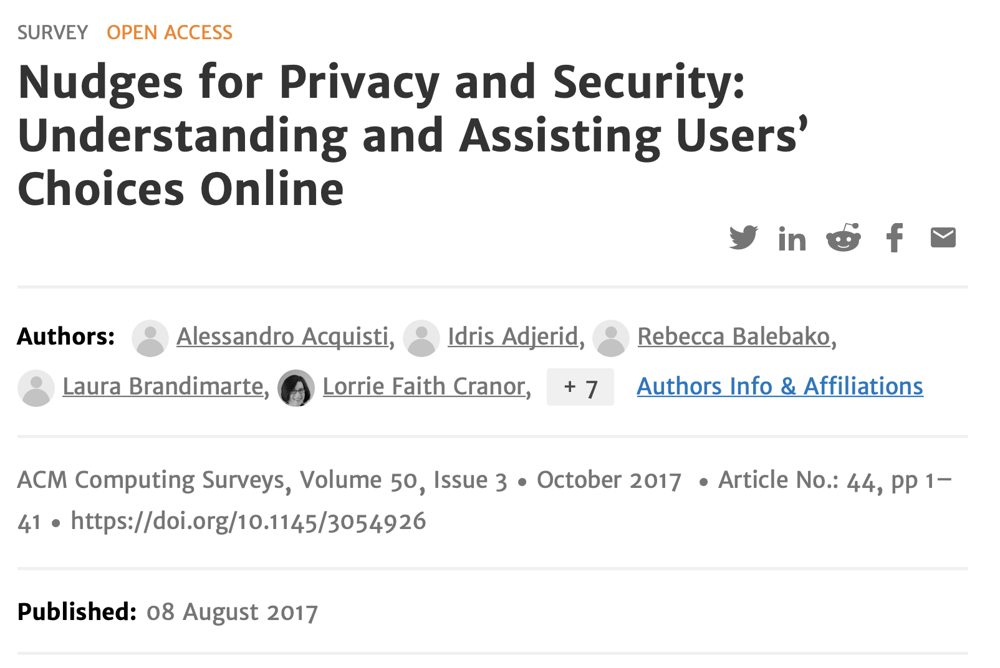 SURVEY OPEN ACCESS
Nudges for Privacy and Security:
Understanding and Assisting Users’
Choices Online
Authors: Alessandro Acquisti, Idris Adjerid, Rebecca Balebako,
Laura Brandimarte, Lorrie Faith Cranor, + 7 Authors Info & Affiliations
ACM Computing Surveys, Volume 50, Issue 3 • October 2017 • Article No.: 44, pp 1–
41 • https://doi.org/10.1145/3054926
Published: 08 August 2017